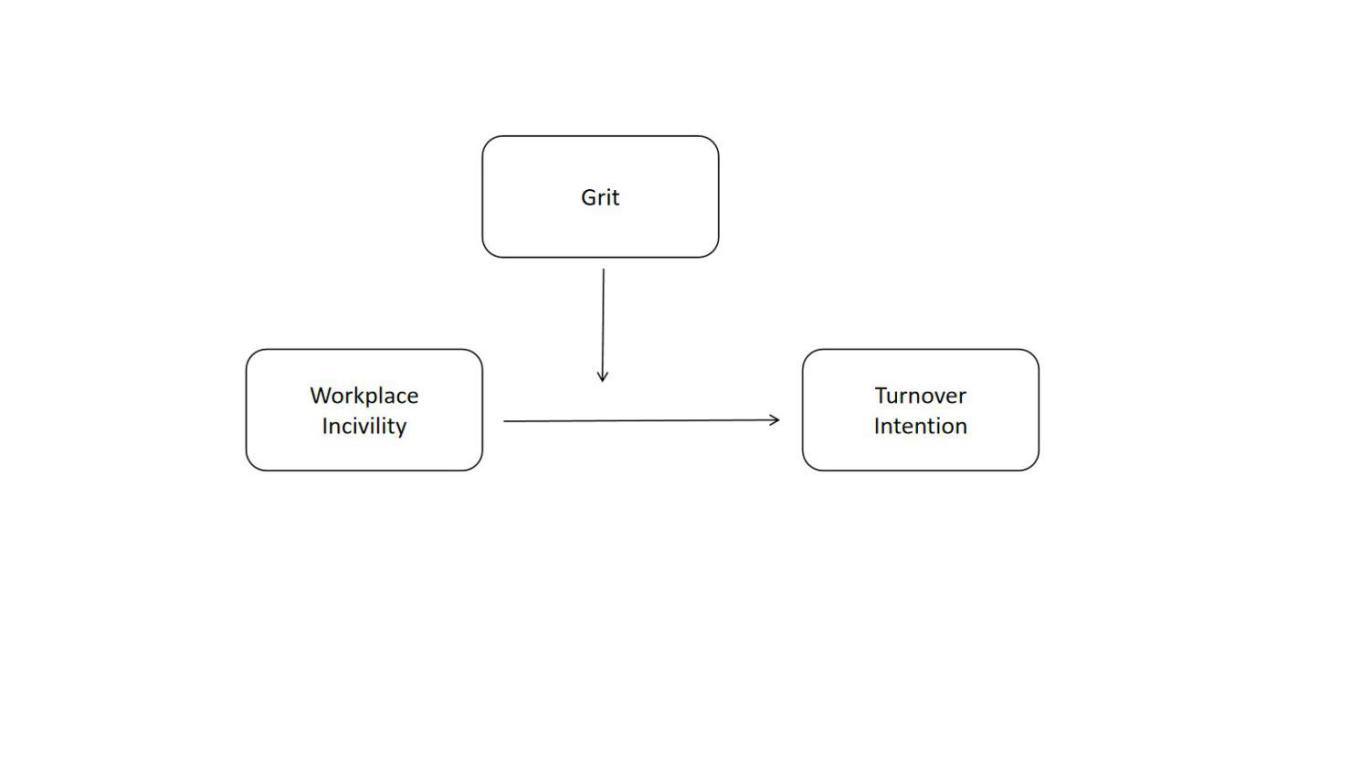 Grit
Workplace
Incivility
Turnover
Intention